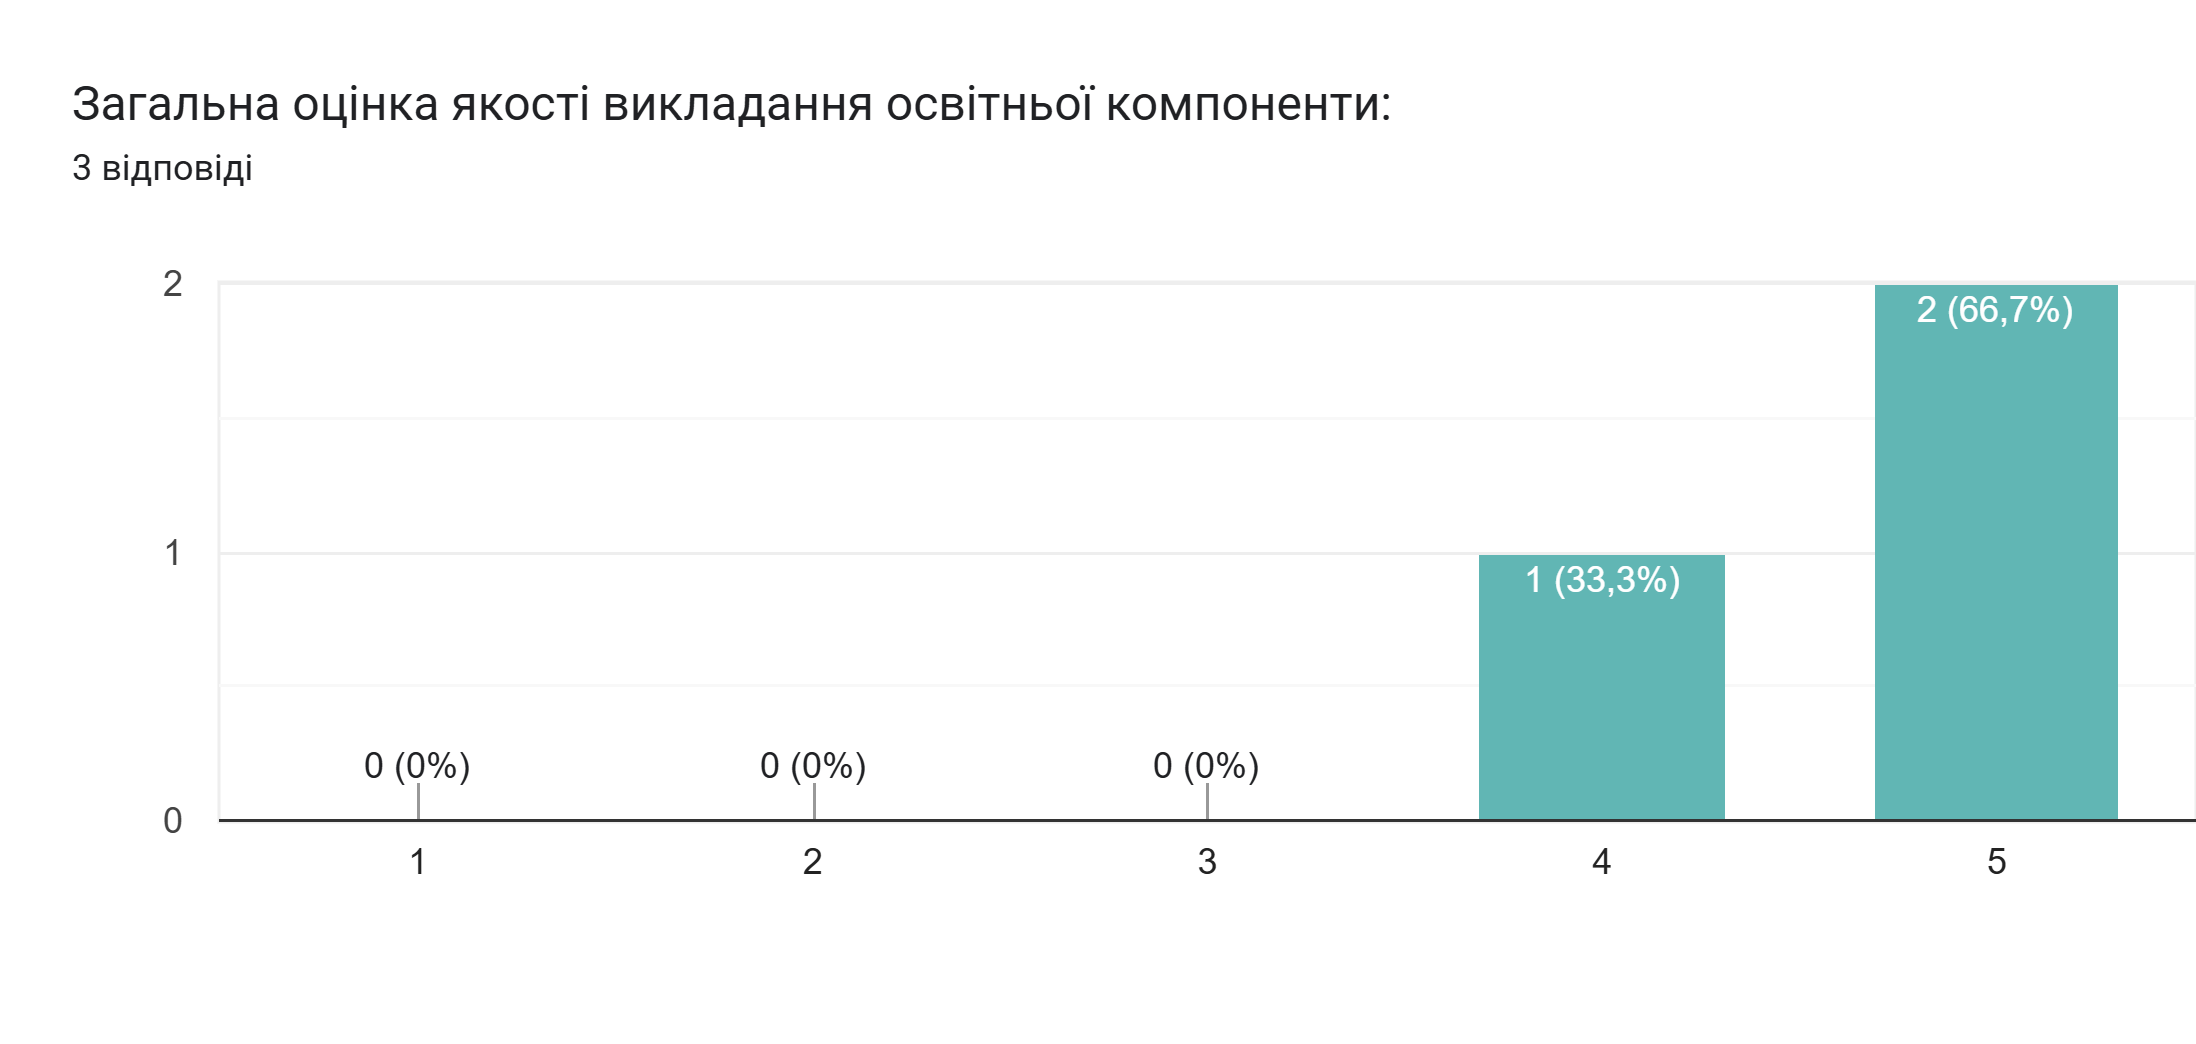 Загальна оцінка якості викладання освітньої компоненти:
3 відповіді
2
2 (66,7%)
1
1 (33,3%)
0 (0%) 0 (0%) 0 (0%)
0
1 2 3 4 5